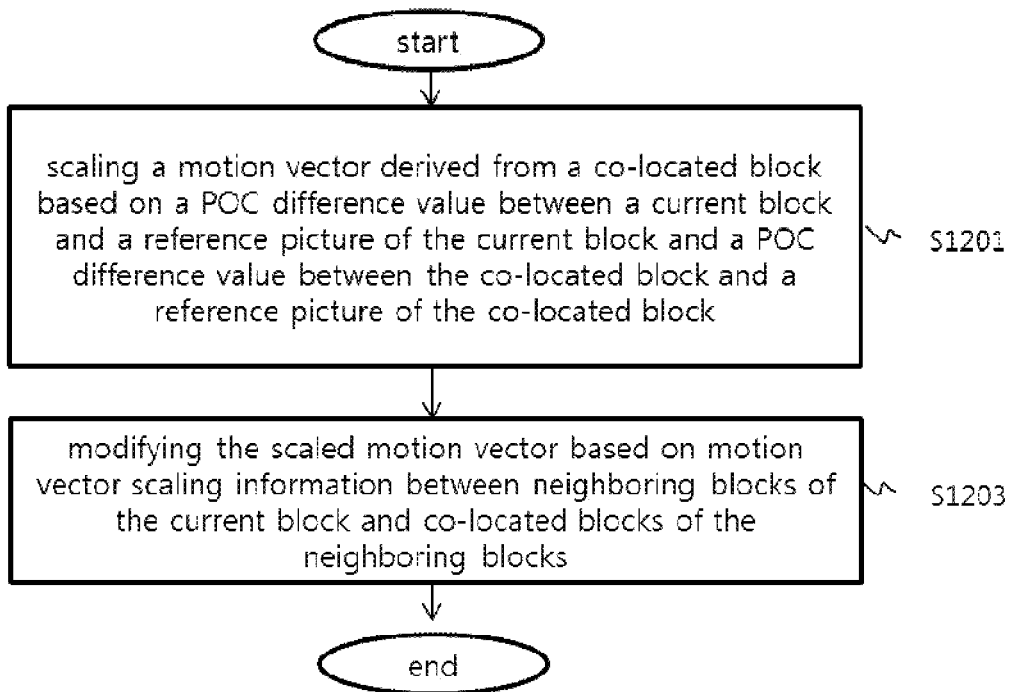 start
scaling a motion vector derived from a co-located block
based on a POC difference value between a current block
and a reference picture of the current block and a POC
difference value between the co-located block and a
reference picture of the co-located block
S1201
modifying the scaled motion vector based on motion
vector scaling information between neighboring blocks of
the current block and co-located blocks of the
neighboring blocks
S1203
end